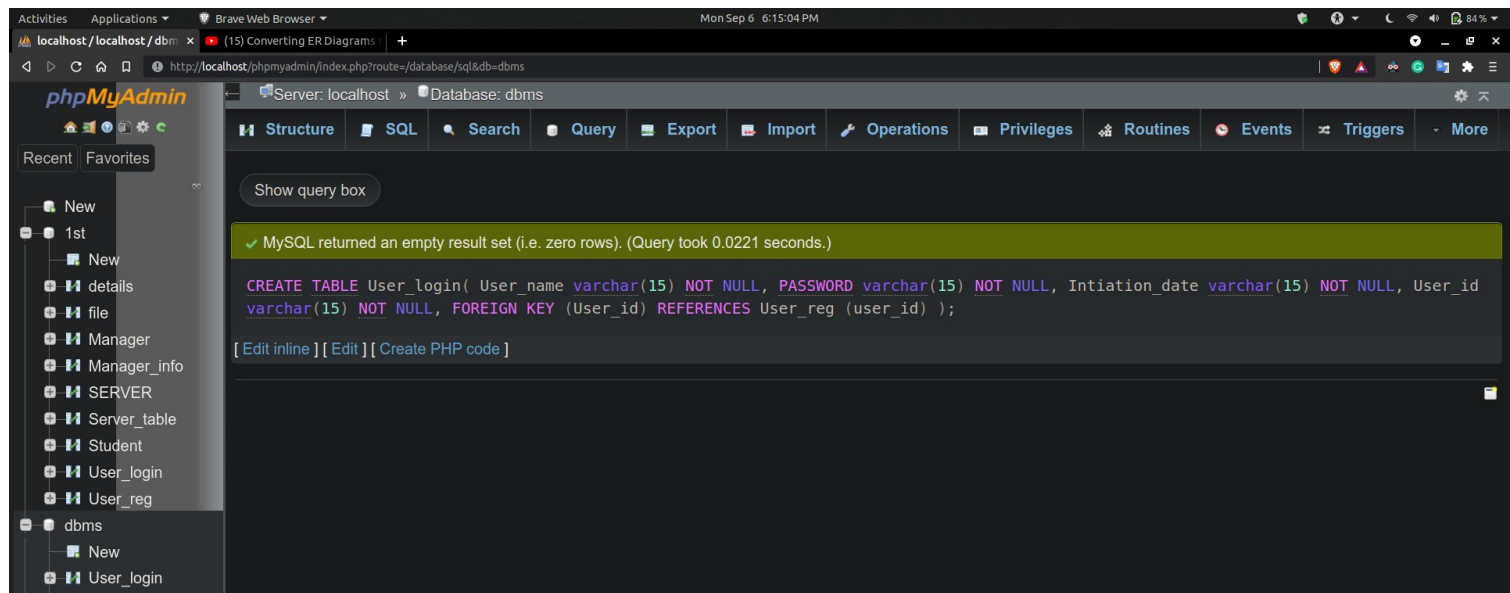 Activities Applications Brave Web Browser Mon Sep 6 6:15:04 PM 84 %
localhost / localhost / dbm (15) Converting ER Diagrams
http://localhost/phpmyadmin/index.php?route=/database/sql&db=dbms
phpMyAdmin
Server: localhost » Database: dbms
Structure SQL Search Query Export Import Operations Privileges Routines Events Triggers More
Recent Favorites
Show query box
New
1st
New
details
file
Manager
Manager_info
SERVER
Server_table
Student
User_login
User_reg
dbms
New
User_login
MySQL returned an empty result set (i.e. zero rows). (Query took 0.0221 seconds.)
CREATE TABLE User_login( User_name varchar(15) NOT NULL, PASSWORD varchar(15) NOT NULL, Intiation_date varchar(15) NOT NULL, User_id
varchar(15) NOT NULL, FOREIGN KEY (User_id) REFERENCES User_reg (user_id) );
[ Edit inline ] [ Edit ] [ Create PHP code ]